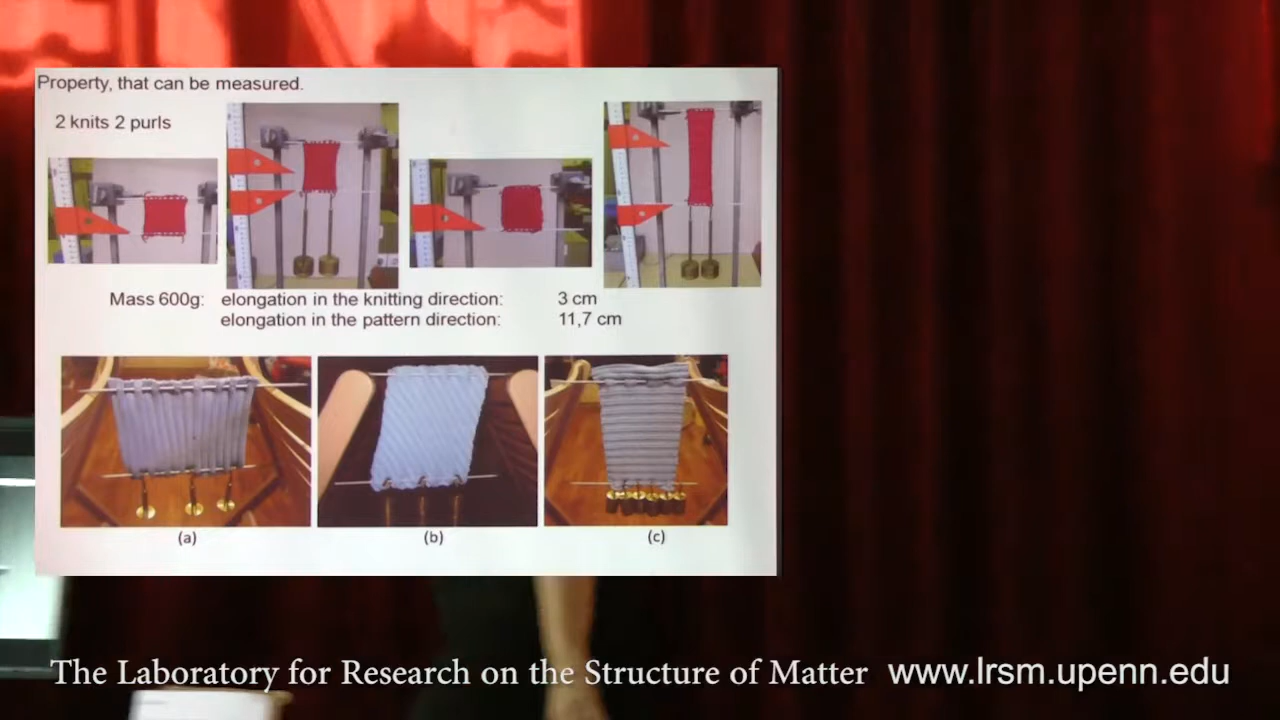 Property, that can be measured.
2 knits 2 purls
Mass 600g: elongation in the knitting direction: 3 cm
elongation in the pattern direction: 11,7 cm
(a) (b) (c)
The Laboratory for Research on the Structure of Matter www.lrsm.upenn.edu